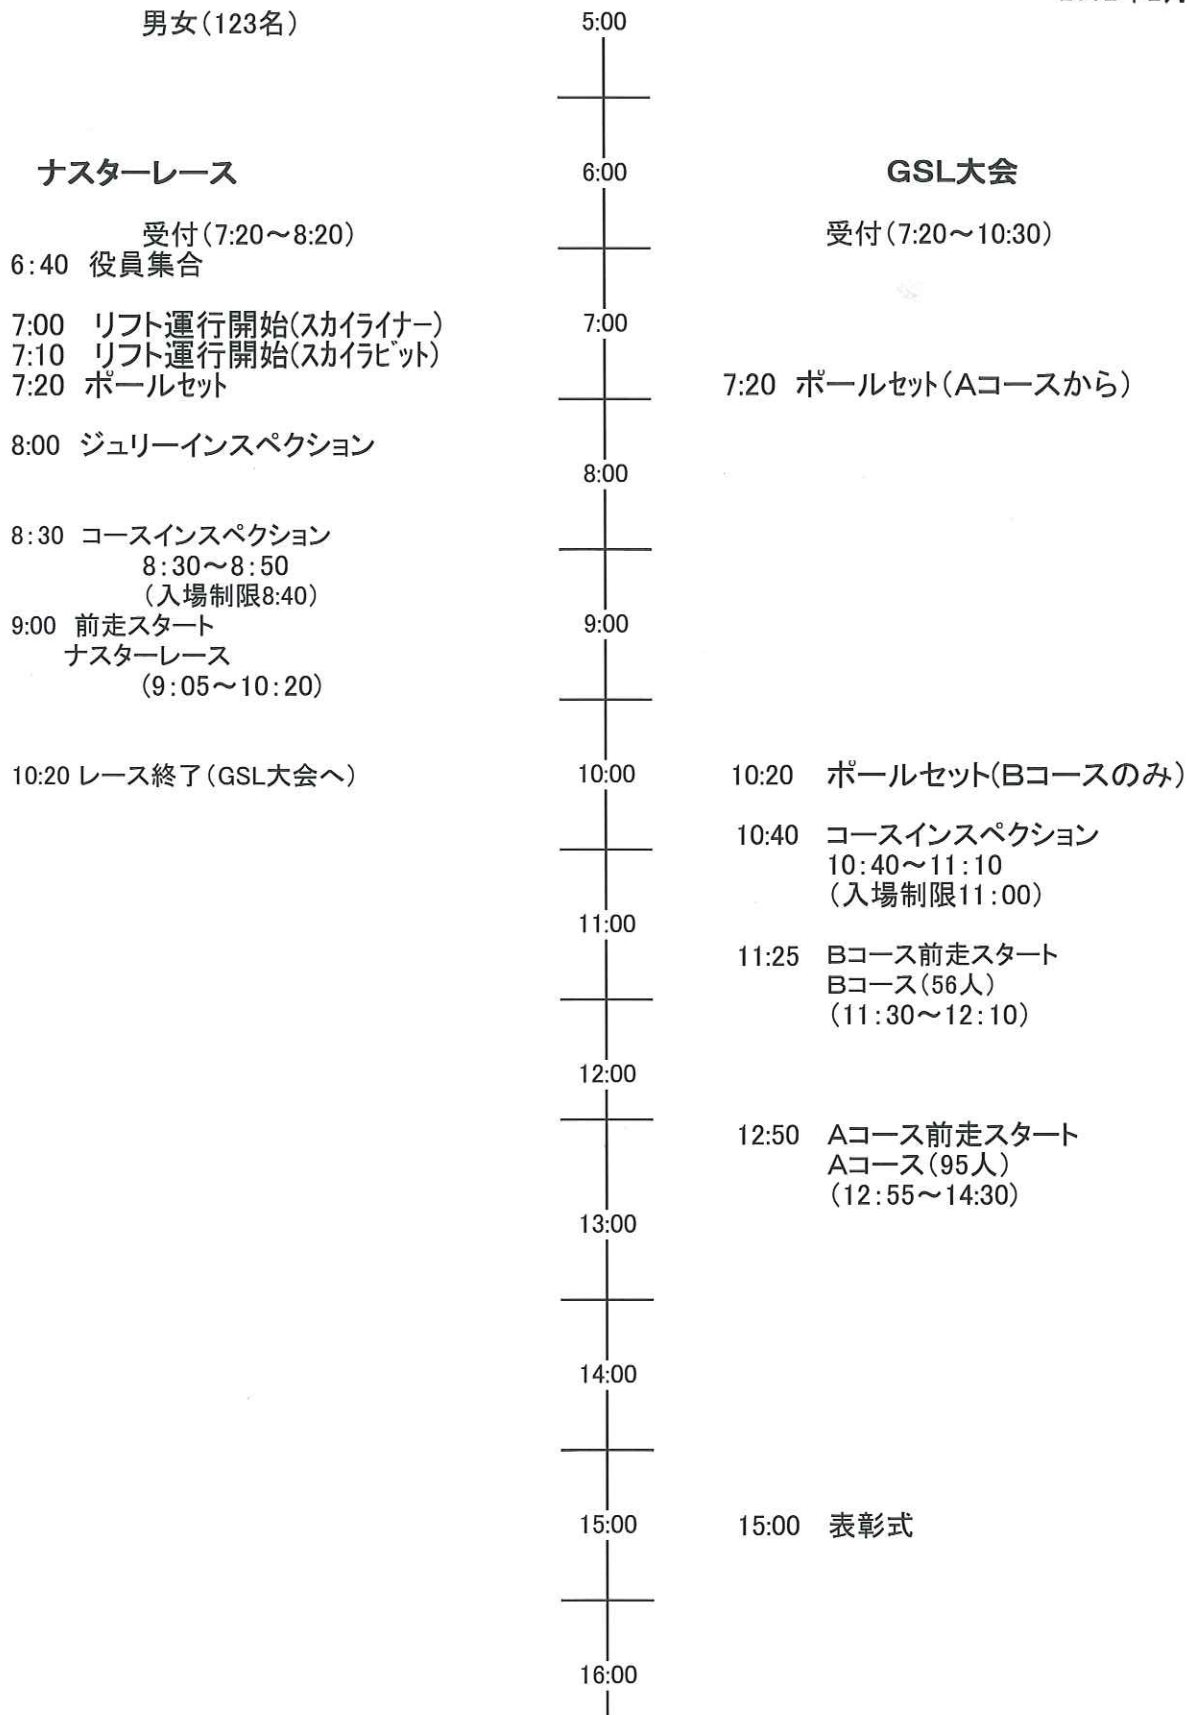 男女(123名)
5:00
ナスターレース
6:00
GSL大会
受付(7:20～8:20)
受付(7:20～10:30)
6:40 役員集合
7:00 リフト運行開始(スカイライナー)
7:00
7:10 リフト運行開始(スカイラビット)
7:20 ポールセット
7:20 ポールセット(Aコースから)
8:00 ジュリーインスペクション
8:00
8:30 コースインスペクション
8:30～8:50
(入場制限8:40)
9:00 前走スタート
9:00
ナスターレース
(9:05～10:20)
10:20 レース終了(GSL大会へ)
10:00
10:20 ポールセット(Bコースのみ)
10:40 コースインスペクション
10:40～11:10
(入場制限11:00)
11:00
11:25 Bコース前走スタート
Bコース(56人)
(11:30～12:10)
12:00
12:50 Aコース前走スタート
Aコース(95人)
(12:55～14:30)
13:00
14:00
15:00
15:00 表彰式
16:00